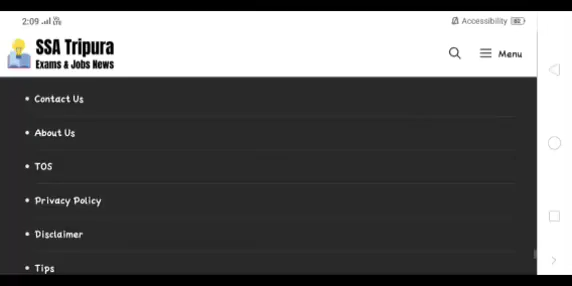 2:09
Accessibility
SSA Tripura
Exams & Jobs News
Menu
• Contact Us
• About Us
• TOS
• Privacy Policy
• Disclaimer
• Tips